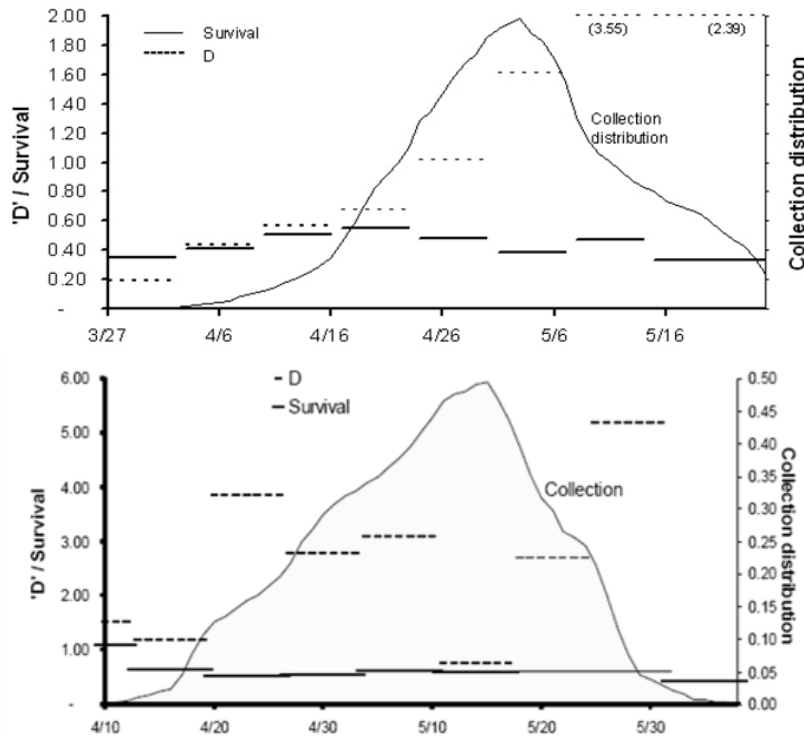 2.00
1.80
1.60
1.40
1.20
1.00
0.80
0.60
0.40
0.20
-
'D' / Survival
Survival
D
(3.55) (2.39)
Collection
distribution
Collection distribution
3/27 4/6 4/16 4/26 5/6 5/16
6.00
5.00
4.00
3.00
2.00
1.00
-
'D' / Survival
D
Survival
Collection
0.50
0.45
0.40
0.35
0.30
0.25
0.20
0.15
0.10
0.05
0.00
Collection distribution
4/10 4/20 4/30 5/10 5/20 5/30